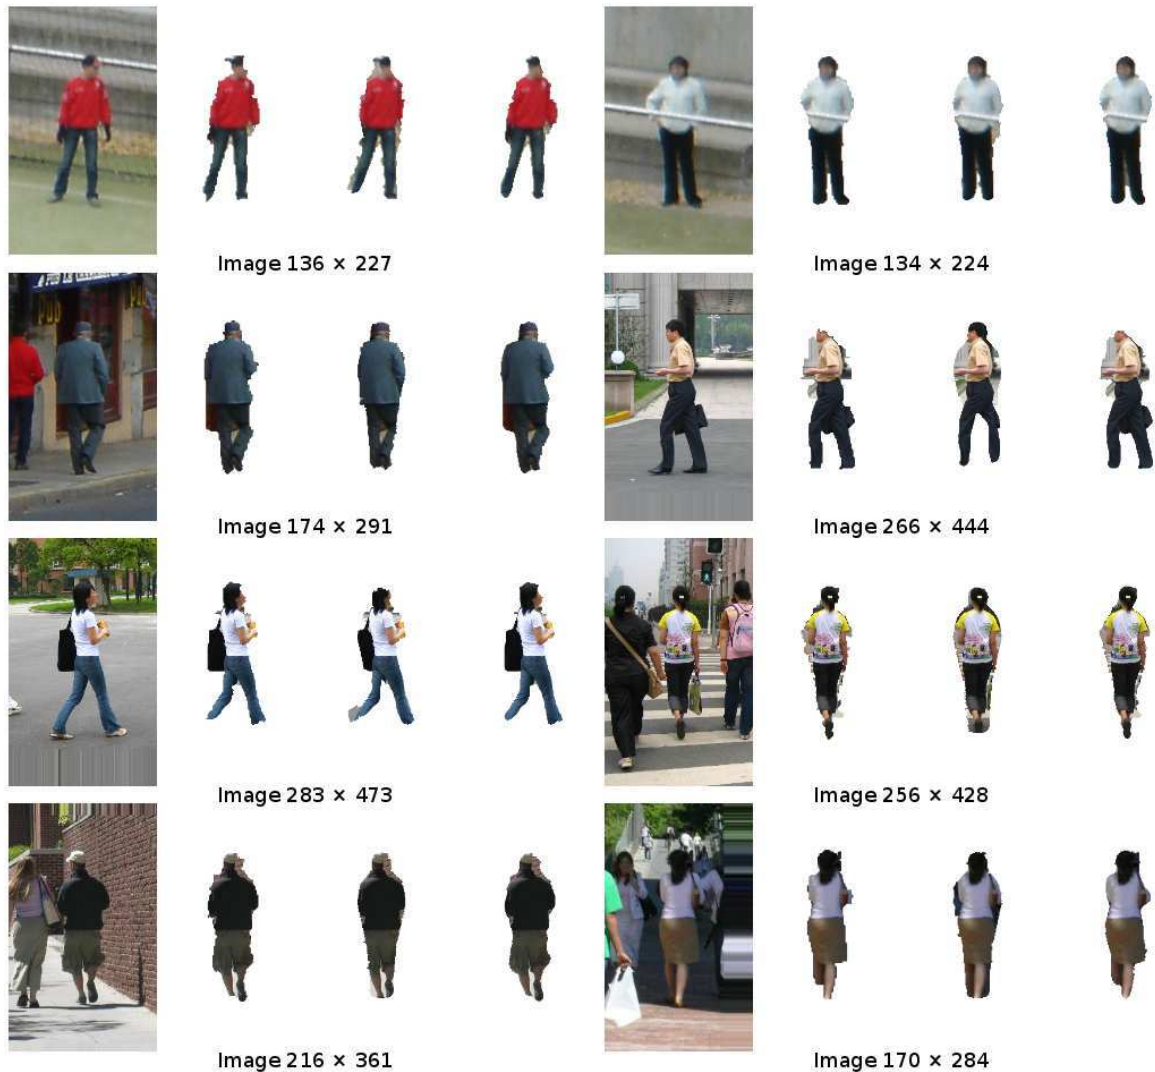 Image 136 × 227
Image 134 × 224
Pub
Image 174 × 291
Image 266 × 444
Image 283 × 473
Image 256 × 428
Image 216 × 361
Image 170 × 284